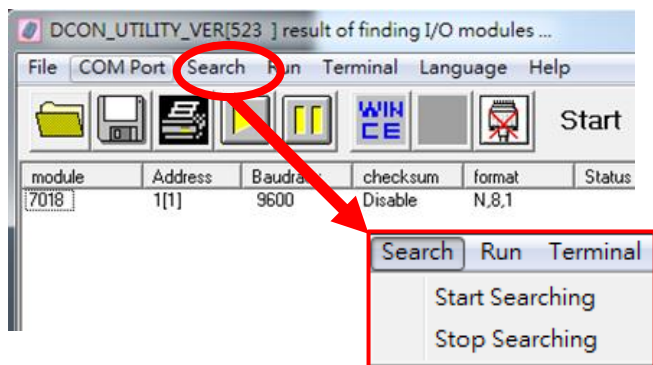 DCON_UTILITY_VER[523 ] result of finding I/O modules ...
File COM Port Search Run Terminal Language Help
WIN
CE
Start
module Address checksum format Status
7018 1[1] 9600 Disable N,8,1
Search Run Terminal
Start Searching
Stop Searching